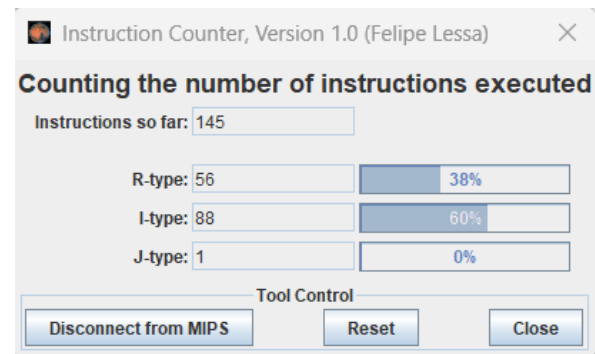 Instruction Counter, Version 1.0 (Felipe Lessa)
Counting the number of instructions executed
Instructions so far: 145
R-type: 56 38%
I-type: 88 60%
J-type: 1 0%
Tool Control
Disconnect from MIPS Reset Close